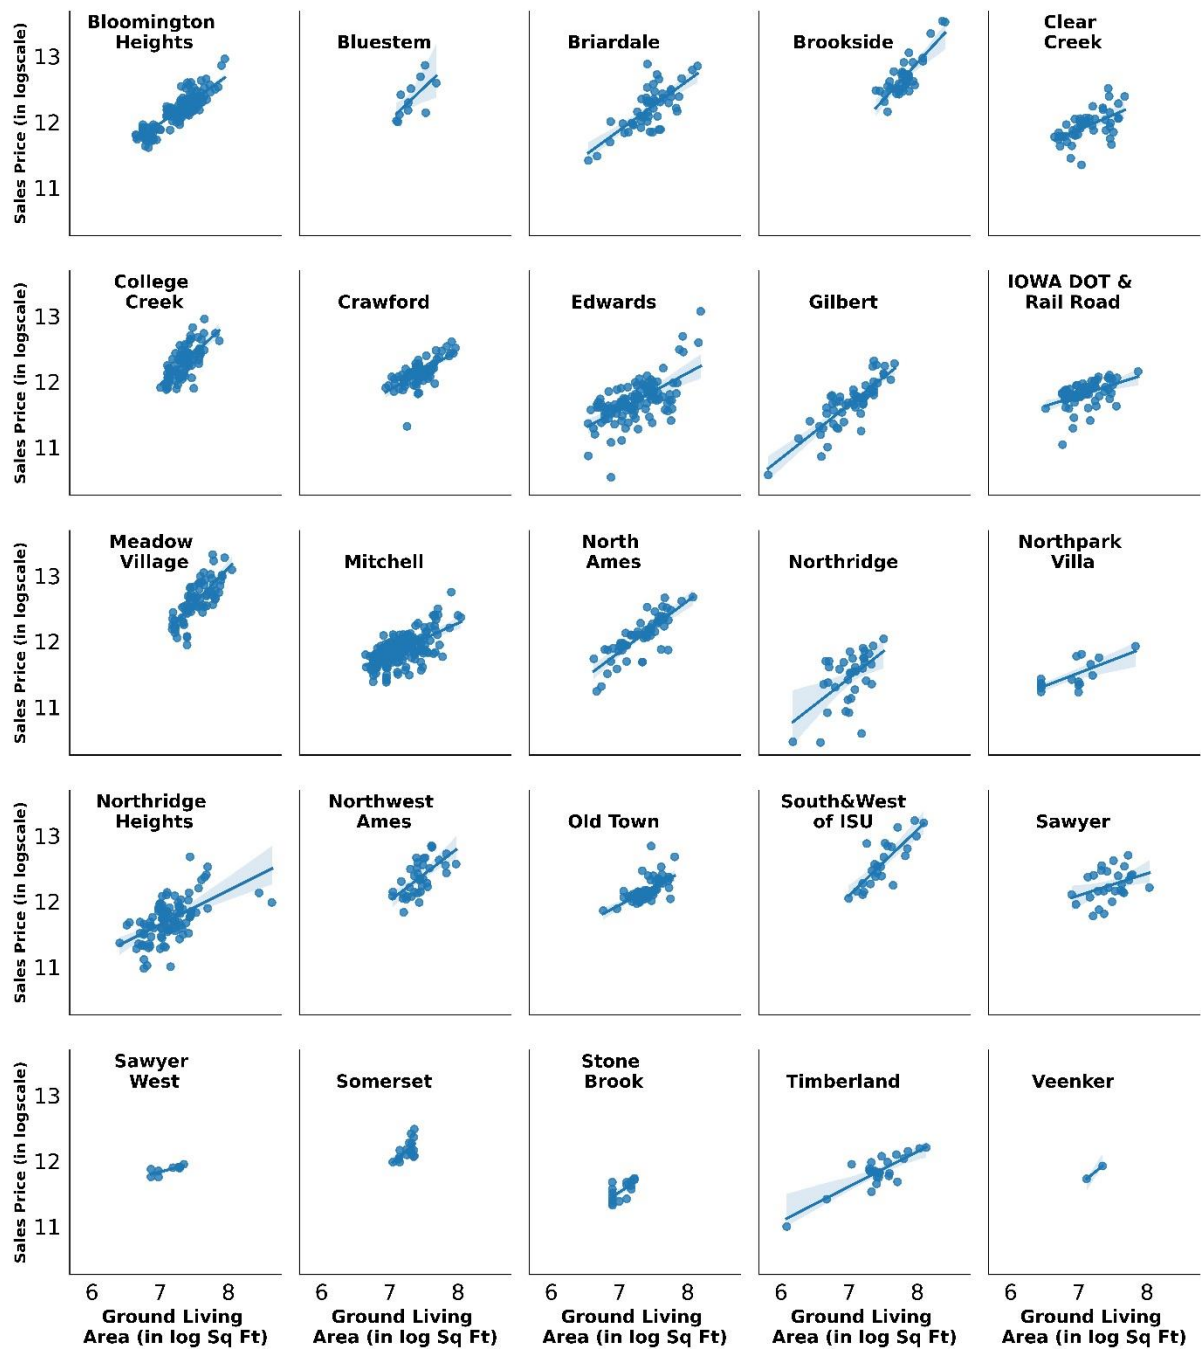 Bloomington
Heights
Bluestem
Briardale
Brookside
Clear
Creek
Sales Price (in logscale)
13
12
11
College
Creek
Crawford
Edwards
Gilbert
IOWA DOT &
Rail Road
Sales Price (in logscale)
13
12
11
Meadow
Village
Mitchell
North
Ames
Northridge
Northpark
Villa
Sales Price (in logscale)
13
12
11
Northridge
Heights
Northwest
Ames
Old Town
South&West
of ISU
Sawyer
Sales Price (in logscale)
13
12
11
Sawyer
West
Somerset
Stone
Brook
Timberland
Veenker
Sales Price (in logscale)
13
12
11
6 7 8
Ground Living
Area (in log Sq Ft)
6 7 8
Ground Living
Area (in log Sq Ft)
6 7 8
Ground Living
Area (in log Sq Ft)
6 7 8
Ground Living
Area (in log Sq Ft)
6 7 8
Ground Living
Area (in log Sq Ft)